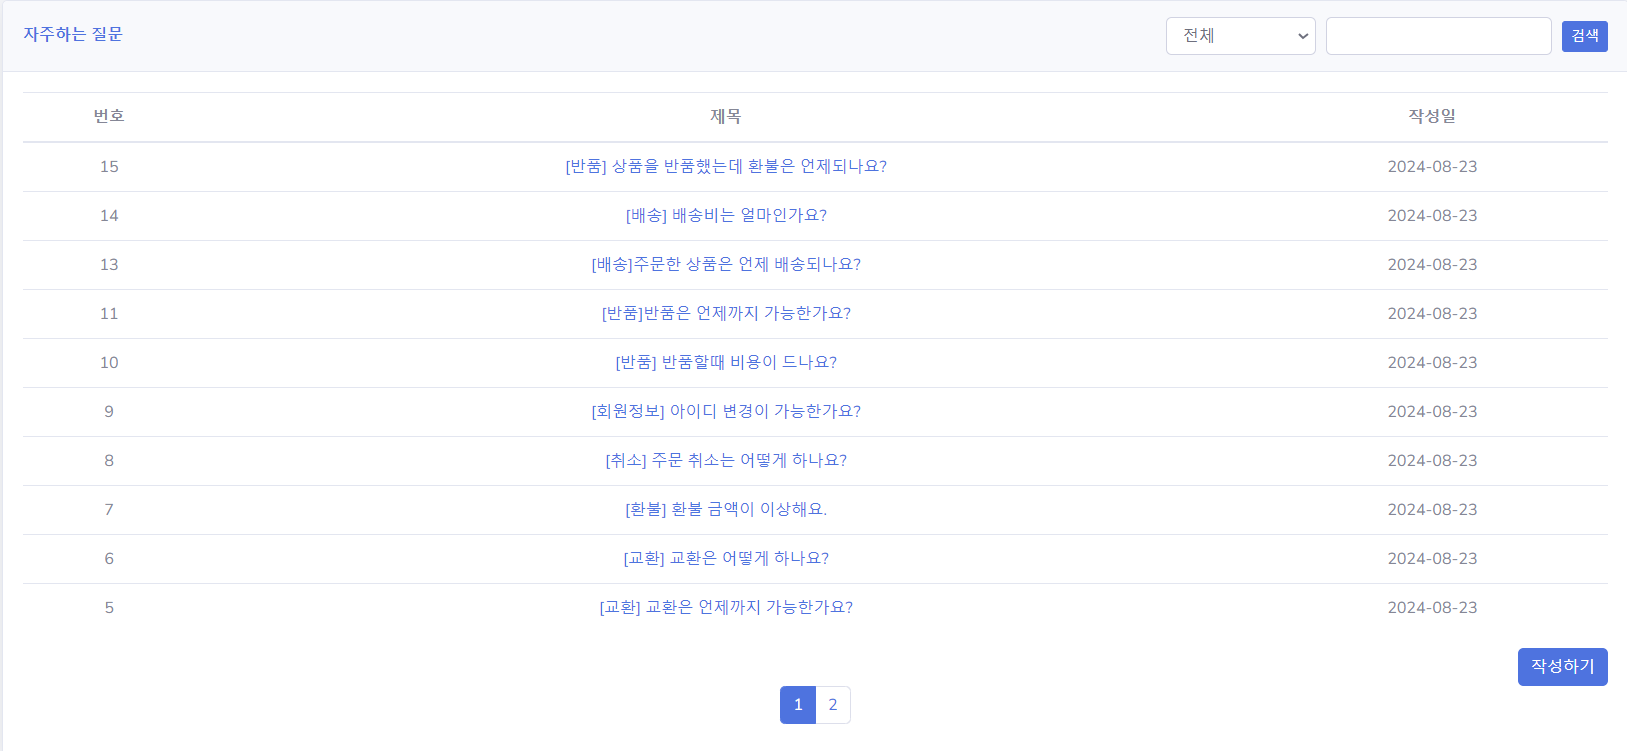 자주하는 질문 전체 검색
번호 제목 작성일
15 [반품] 상품을 반품했는데 환불은 언제되나요? 2024-08-23
14 [배송] 배송비는 얼마인가요? 2024-08-23
13 [배송]주문한 상품은 언제 배송되나요? 2024-08-23
11 [반품]반품은 언제까지 가능한가요? 2024-08-23
10 [반품] 반품할때 비용이 드나요? 2024-08-23
9 [회원정보] 아이디 변경이 가능한가요? 2024-08-23
8 [취소] 주문 취소는 어떻게 하나요? 2024-08-23
7 [환불] 환불 금액이 이상해요. 2024-08-23
6 [교환] 교환은 어떻게 하나요? 2024-08-23
5 [교환] 교환은 언제까지 가능한가요? 2024-08-23
작성하기
1 2